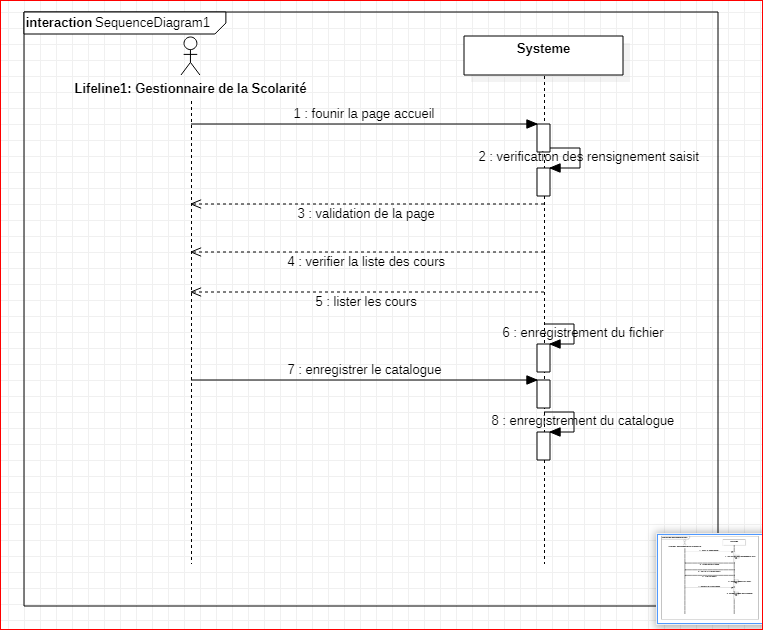 interaction SequenceDiagram1
Systeme
Lifeline1: Gestionnaire de la Scolarité
1 : founir la page accueil
2 : verification des rensignement saisit
3 : validation de la page
4 : verifier la liste des cours
5 : lister les cours
6 : enregistrement du fichier
7 : enregistrer le catalogue
8 : enregistrement du catalogue